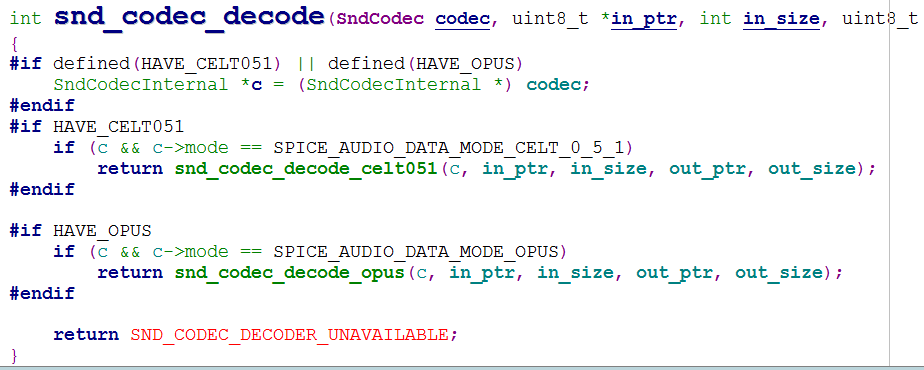 int snd_codec_decode(SndCodec codec, uint8_t *in_ptr, int in_size, uint8_t
{
#if defined(HAVE_CELT051) || defined(HAVE_OPUS)
    SndCodecInternal *c = (SndCodecInternal *) codec;
#endif
#if HAVE_CELT051
    if (c && c->mode == SPICE_AUDIO_DATA_MODE_CELT_0_5_1)
        return snd_codec_decode_celt051(c, in_ptr, in_size, out_ptr, out_size);
#endif

#if HAVE_OPUS
    if (c && c->mode == SPICE_AUDIO_DATA_MODE_OPUS)
        return snd_codec_decode_opus(c, in_ptr, in_size, out_ptr, out_size);
#endif

    return SND_CODEC_DECODER_UNAVAILABLE;
}